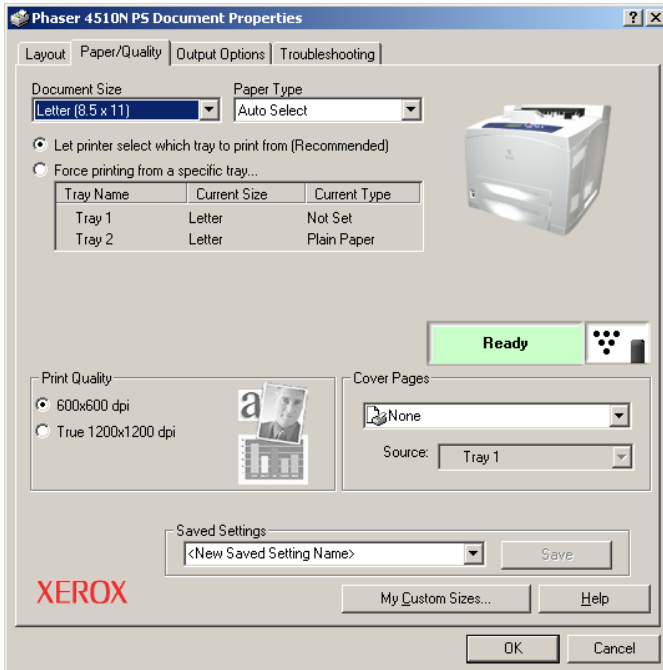 Phaser 4510N PS Document Properties
Layout Paper/Quality Output Options Troubleshooting
Document Size Paper Type
Letter (8.5 x 11) Auto Select
Let printer select which tray to print from (Recommended)
Force printing from a specific tray...
Tray Name Current Size Current Type
Tray 1 Letter Not Set
Tray 2 Letter Plain Paper
Ready
Print Quality Cover Pages
600x600 dpi None
True 1200x1200 dpi
a
Source: Tray 1
Saved Settings
<New Saved Setting Name> Save
XEROX My Custom Sizes... Help
OK Cancel